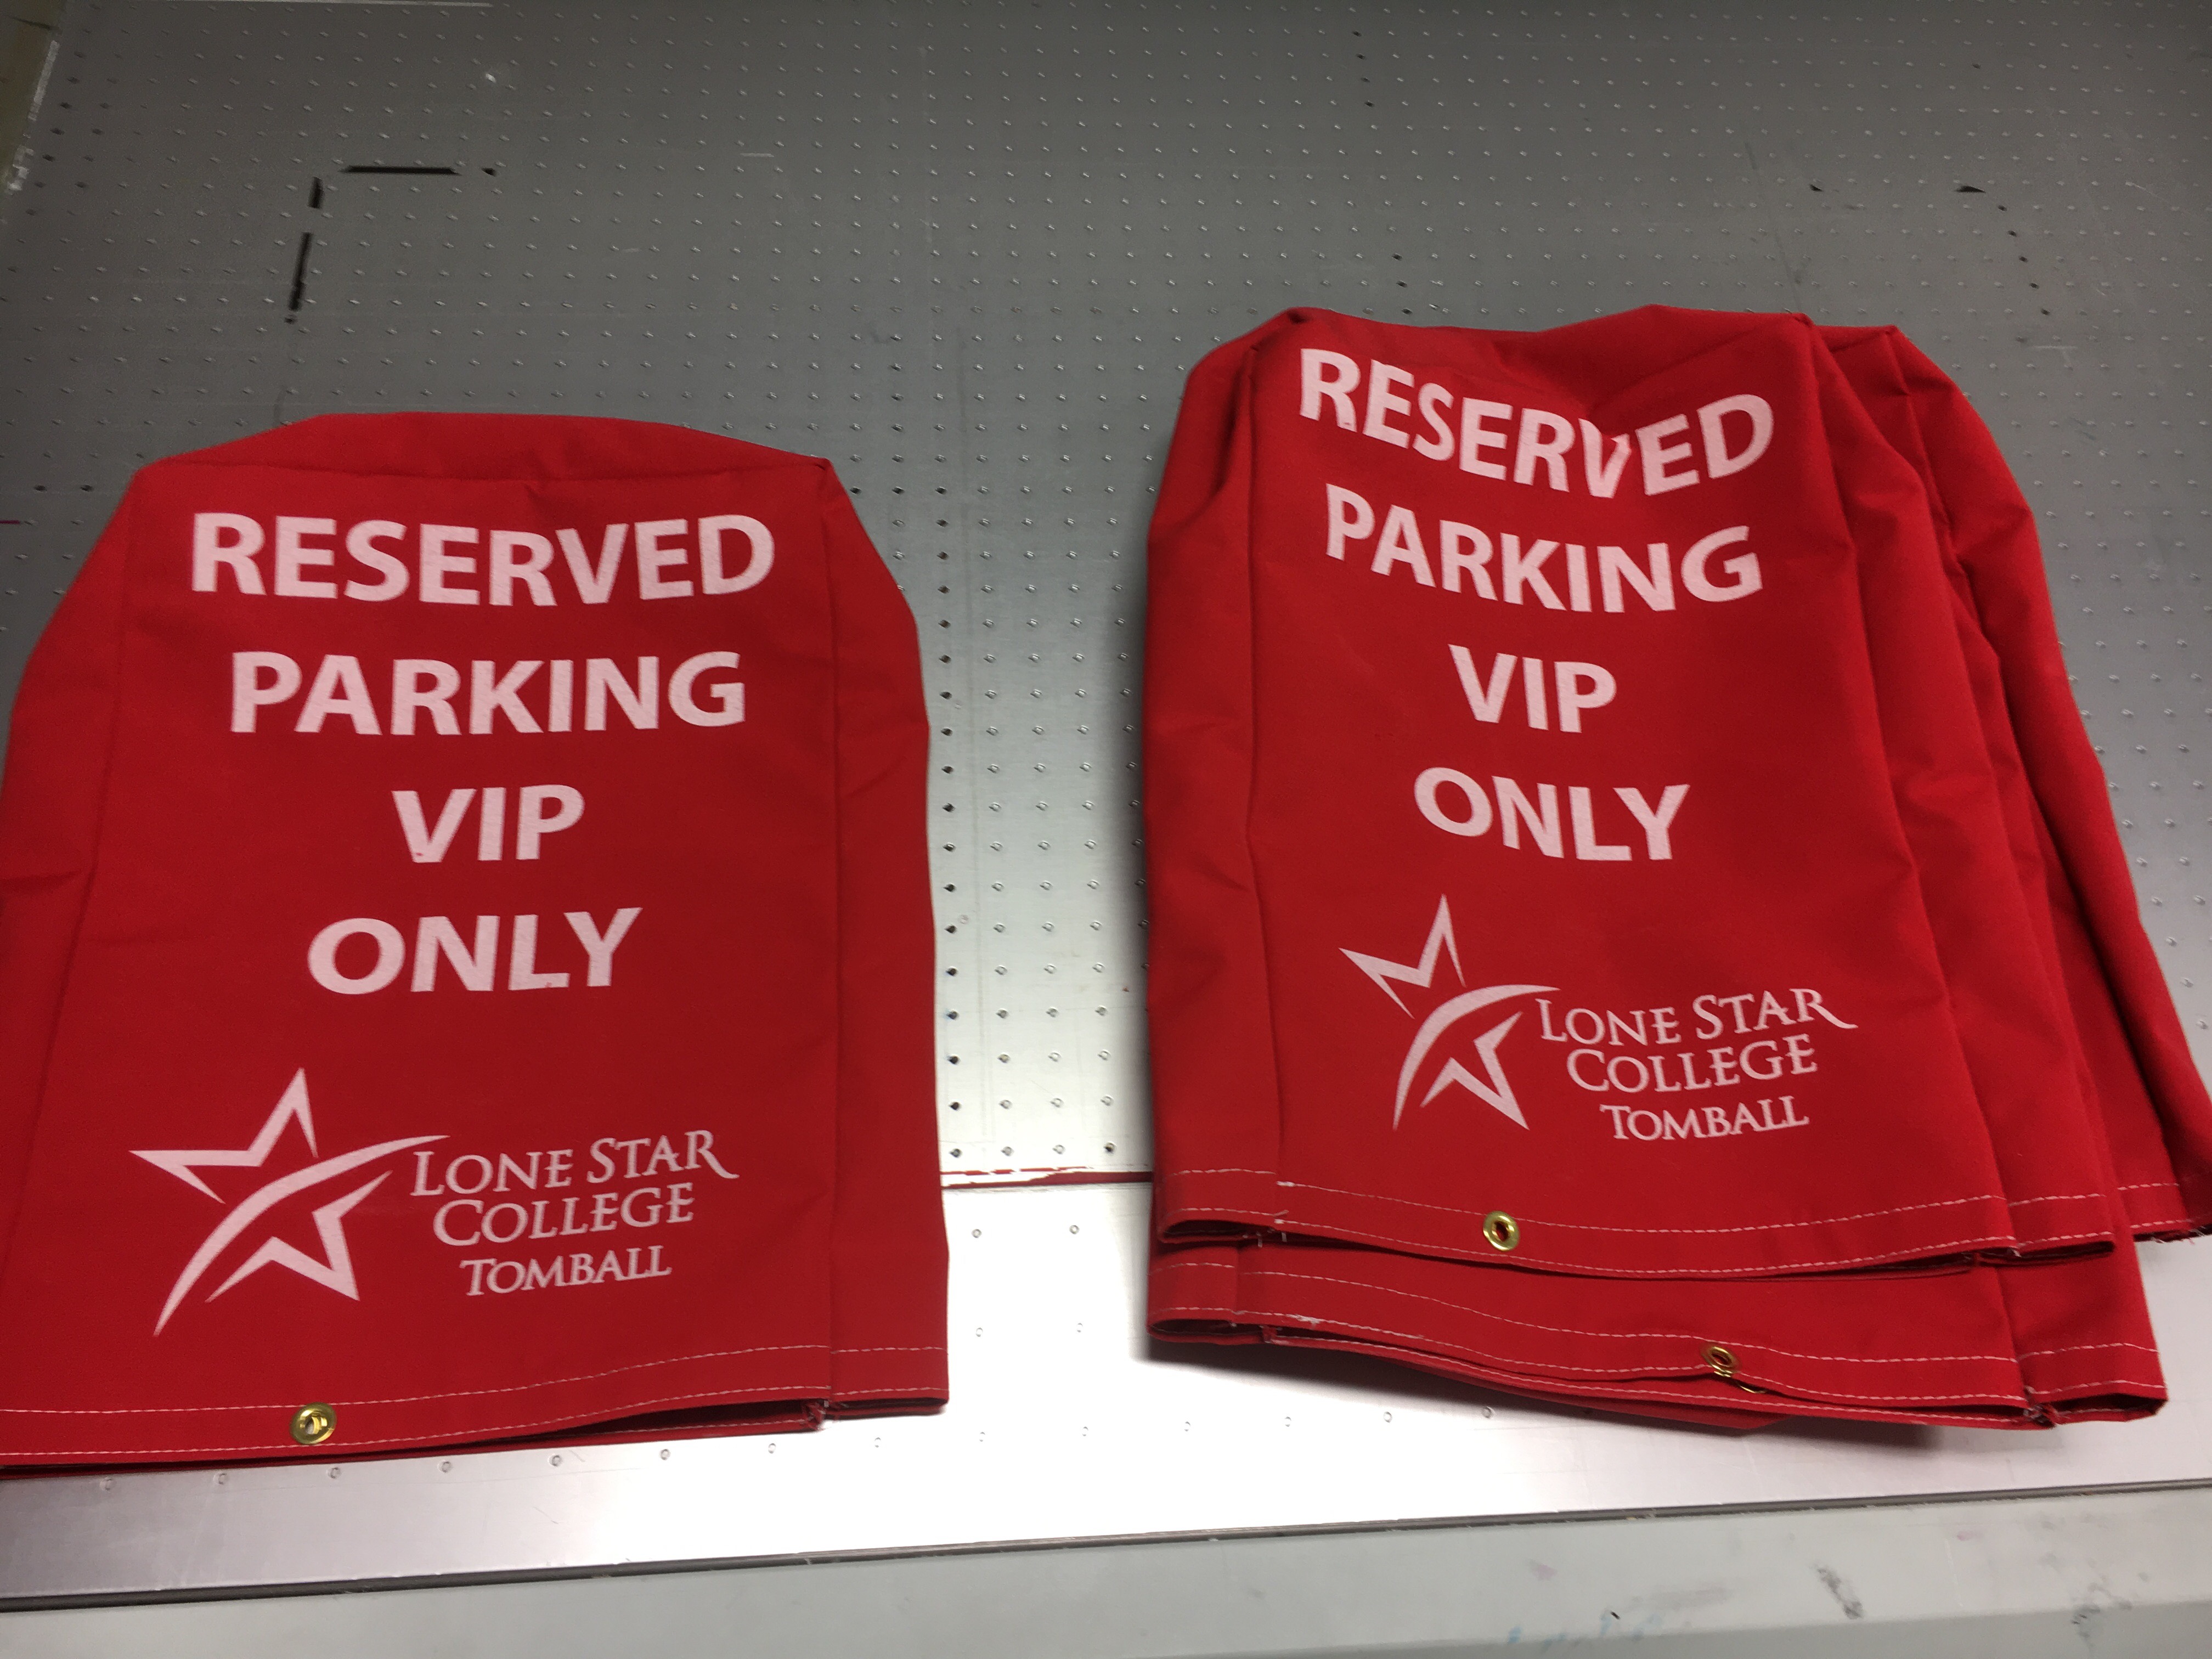 RESERVED
PARKING
VIP
ONLY
LONE STAR
COLLEGE
TOMBALL
RESERVED
PARKING
VIP
ONLY
LONE STAR
COLLEGE
TOMBALL